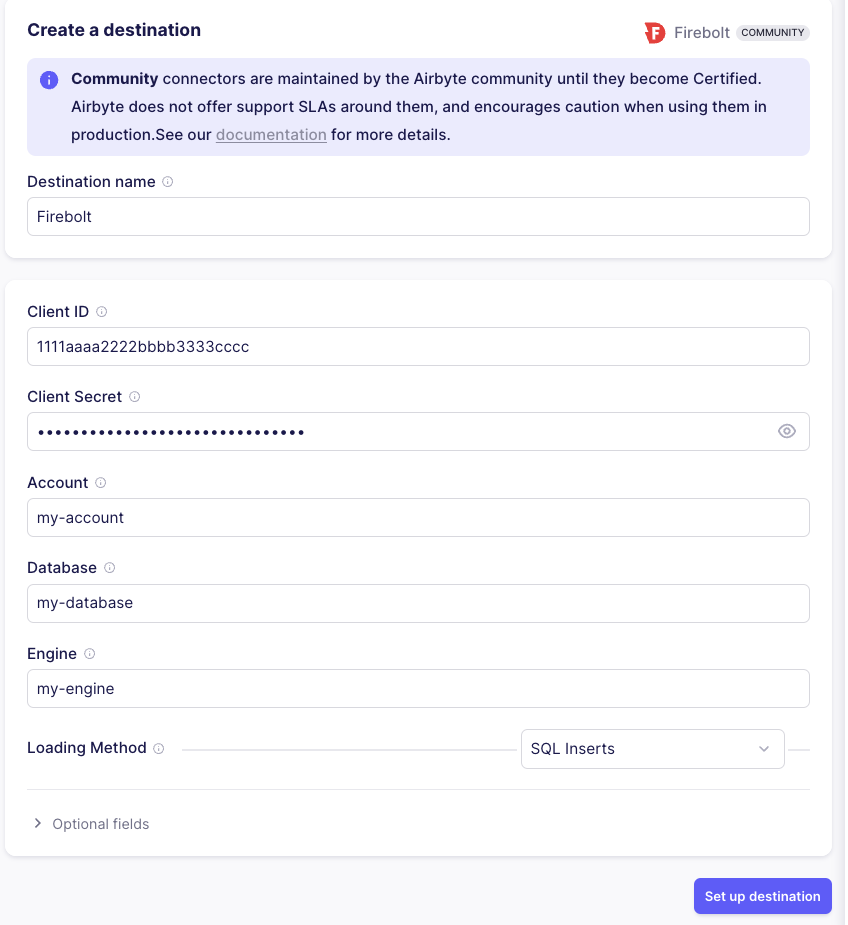 Create a destination
Firebolt COMMUNITY
Community connectors are maintained by the Airbyte community until they become Certified.
Airbyte does not offer support SLAs around them, and encourages caution when using them in
production.See our documentation for more details.
Destination name
Firebolt
Client ID
1111aaaa2222bbbb3333cccc
Client Secret
•••••••••••••••••••••••••••••••
Account
my-account
Database
my-database
Engine
my-engine
Loading Method
SQL Inserts
Optional fields
Set up destination